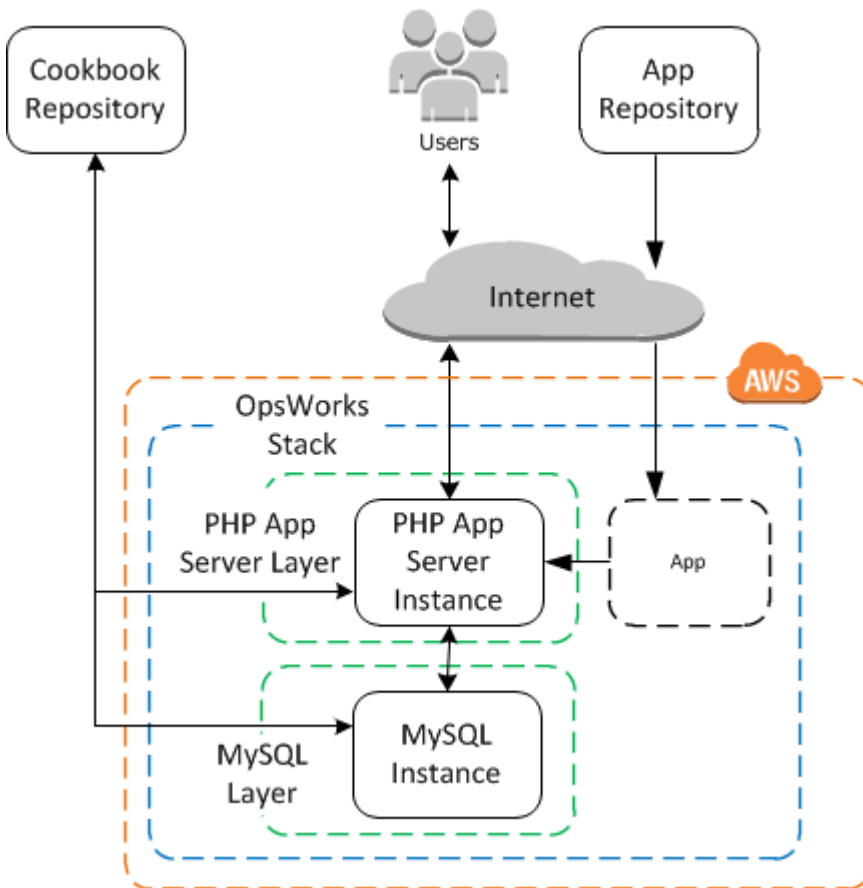 Cookbook
Repository
Users
App
Repository
Internet
AWS
OpsWorks
Stack
PHP App
Server Layer
PHP App
Server
Instance
App
MySQL
Layer
MySQL
Instance